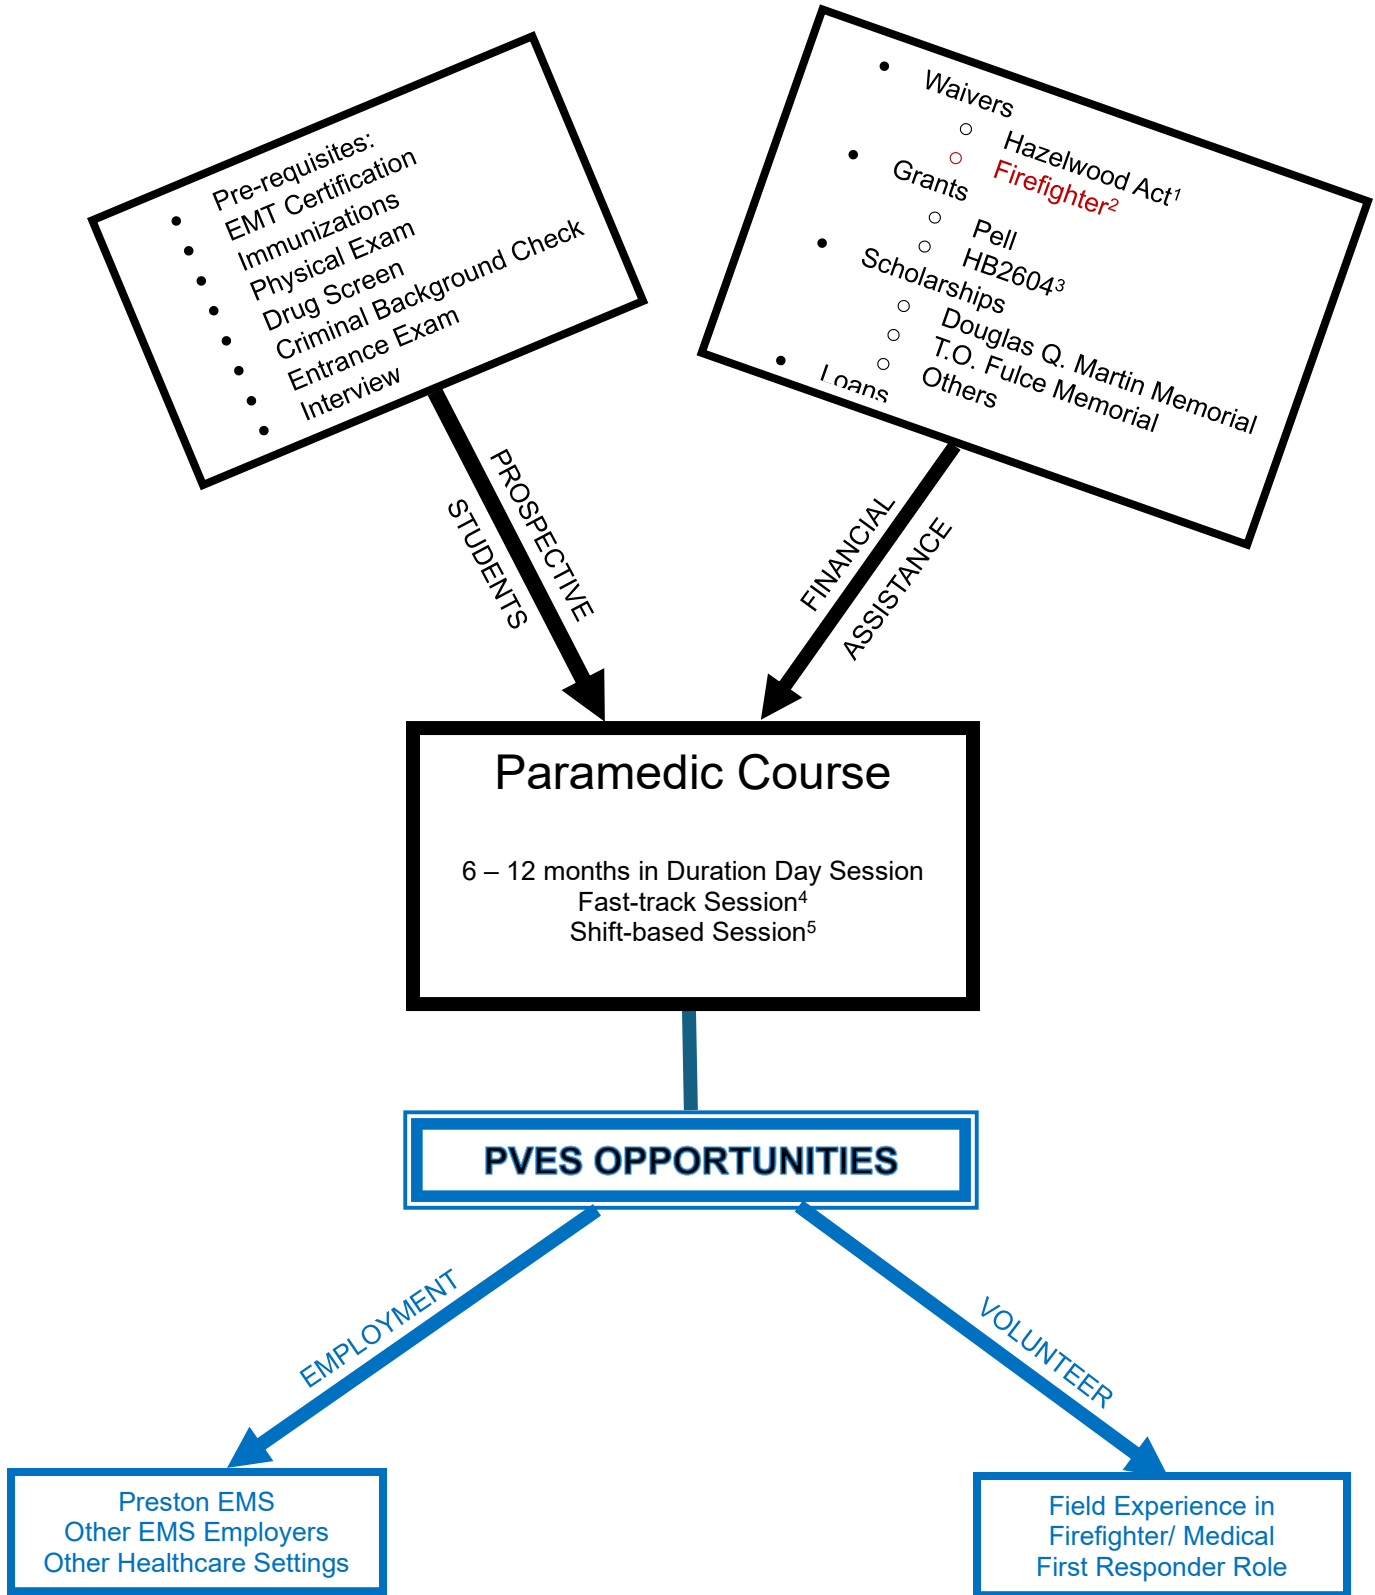 Pre-requisites:
EMT Certification
Immunizations
Physical Exam
Drug Screen
Criminal Background Check
Entrance Exam
Interview
Waivers
Hazelwood Act1
Firefighter2
Grants
Pell
HB26043
Scholarships
Douglas Q. Martin Memorial
T.O. Fulce Memorial
Others
Loans
PROSPECTIVE
STUDENTS
FINANCIAL
ASSISTANCE
Paramedic Course
6 – 12 months in Duration Day Session
Fast-track Session4
Shift-based Session5
PVES OPPORTUNITIES
EMPLOYMENT
VOLUNTEER
Preston EMS
Other EMS Employers
Other Healthcare Settings
Field Experience in
Firefighter/ Medical
First Responder Role